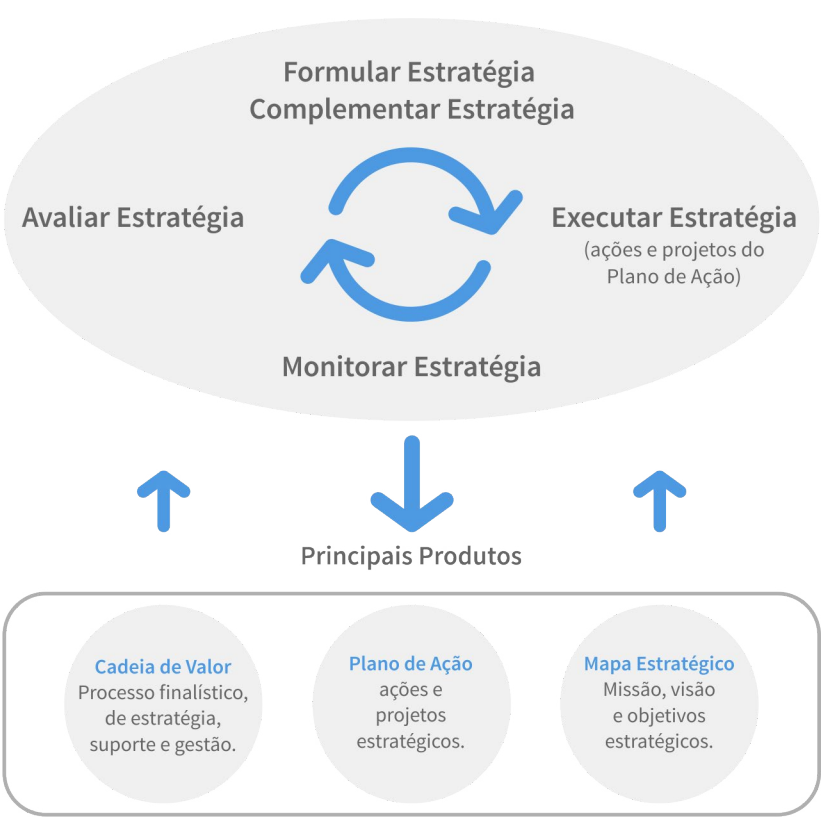 Formular Estratégia
Complementar Estratégia
Avaliar Estratégia
Executar Estratégia
(ações e projetos do
Plano de Ação)
Monitorar Estratégia
Principais Produtos
Cadeia de Valor
Processo finalístico,
de estratégia,
suporte e gestão.
Plano de Ação
ações e
projetos
estratégicos.
Mapa Estratégico
Missão, visão
e objetivos
estratégicos.